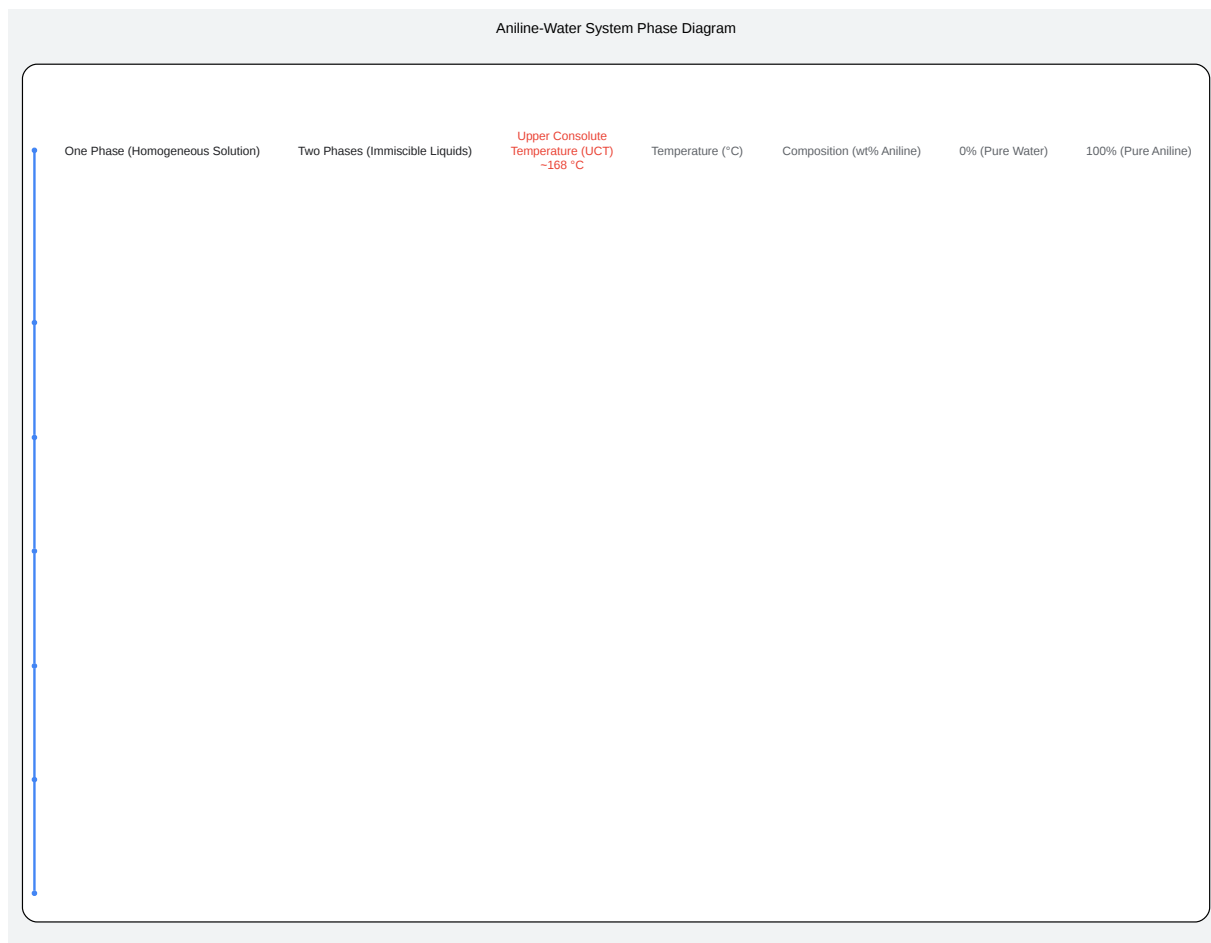 Aniline-Water System Phase Diagram
One Phase (Homogeneous Solution)
Two Phases (Immiscible Liquids)
Upper Consolute
Temperature (UCT)
~168 °C
Temperature (°C)
Composition (wt% Aniline)
0% (Pure Water)
100% (Pure Aniline)